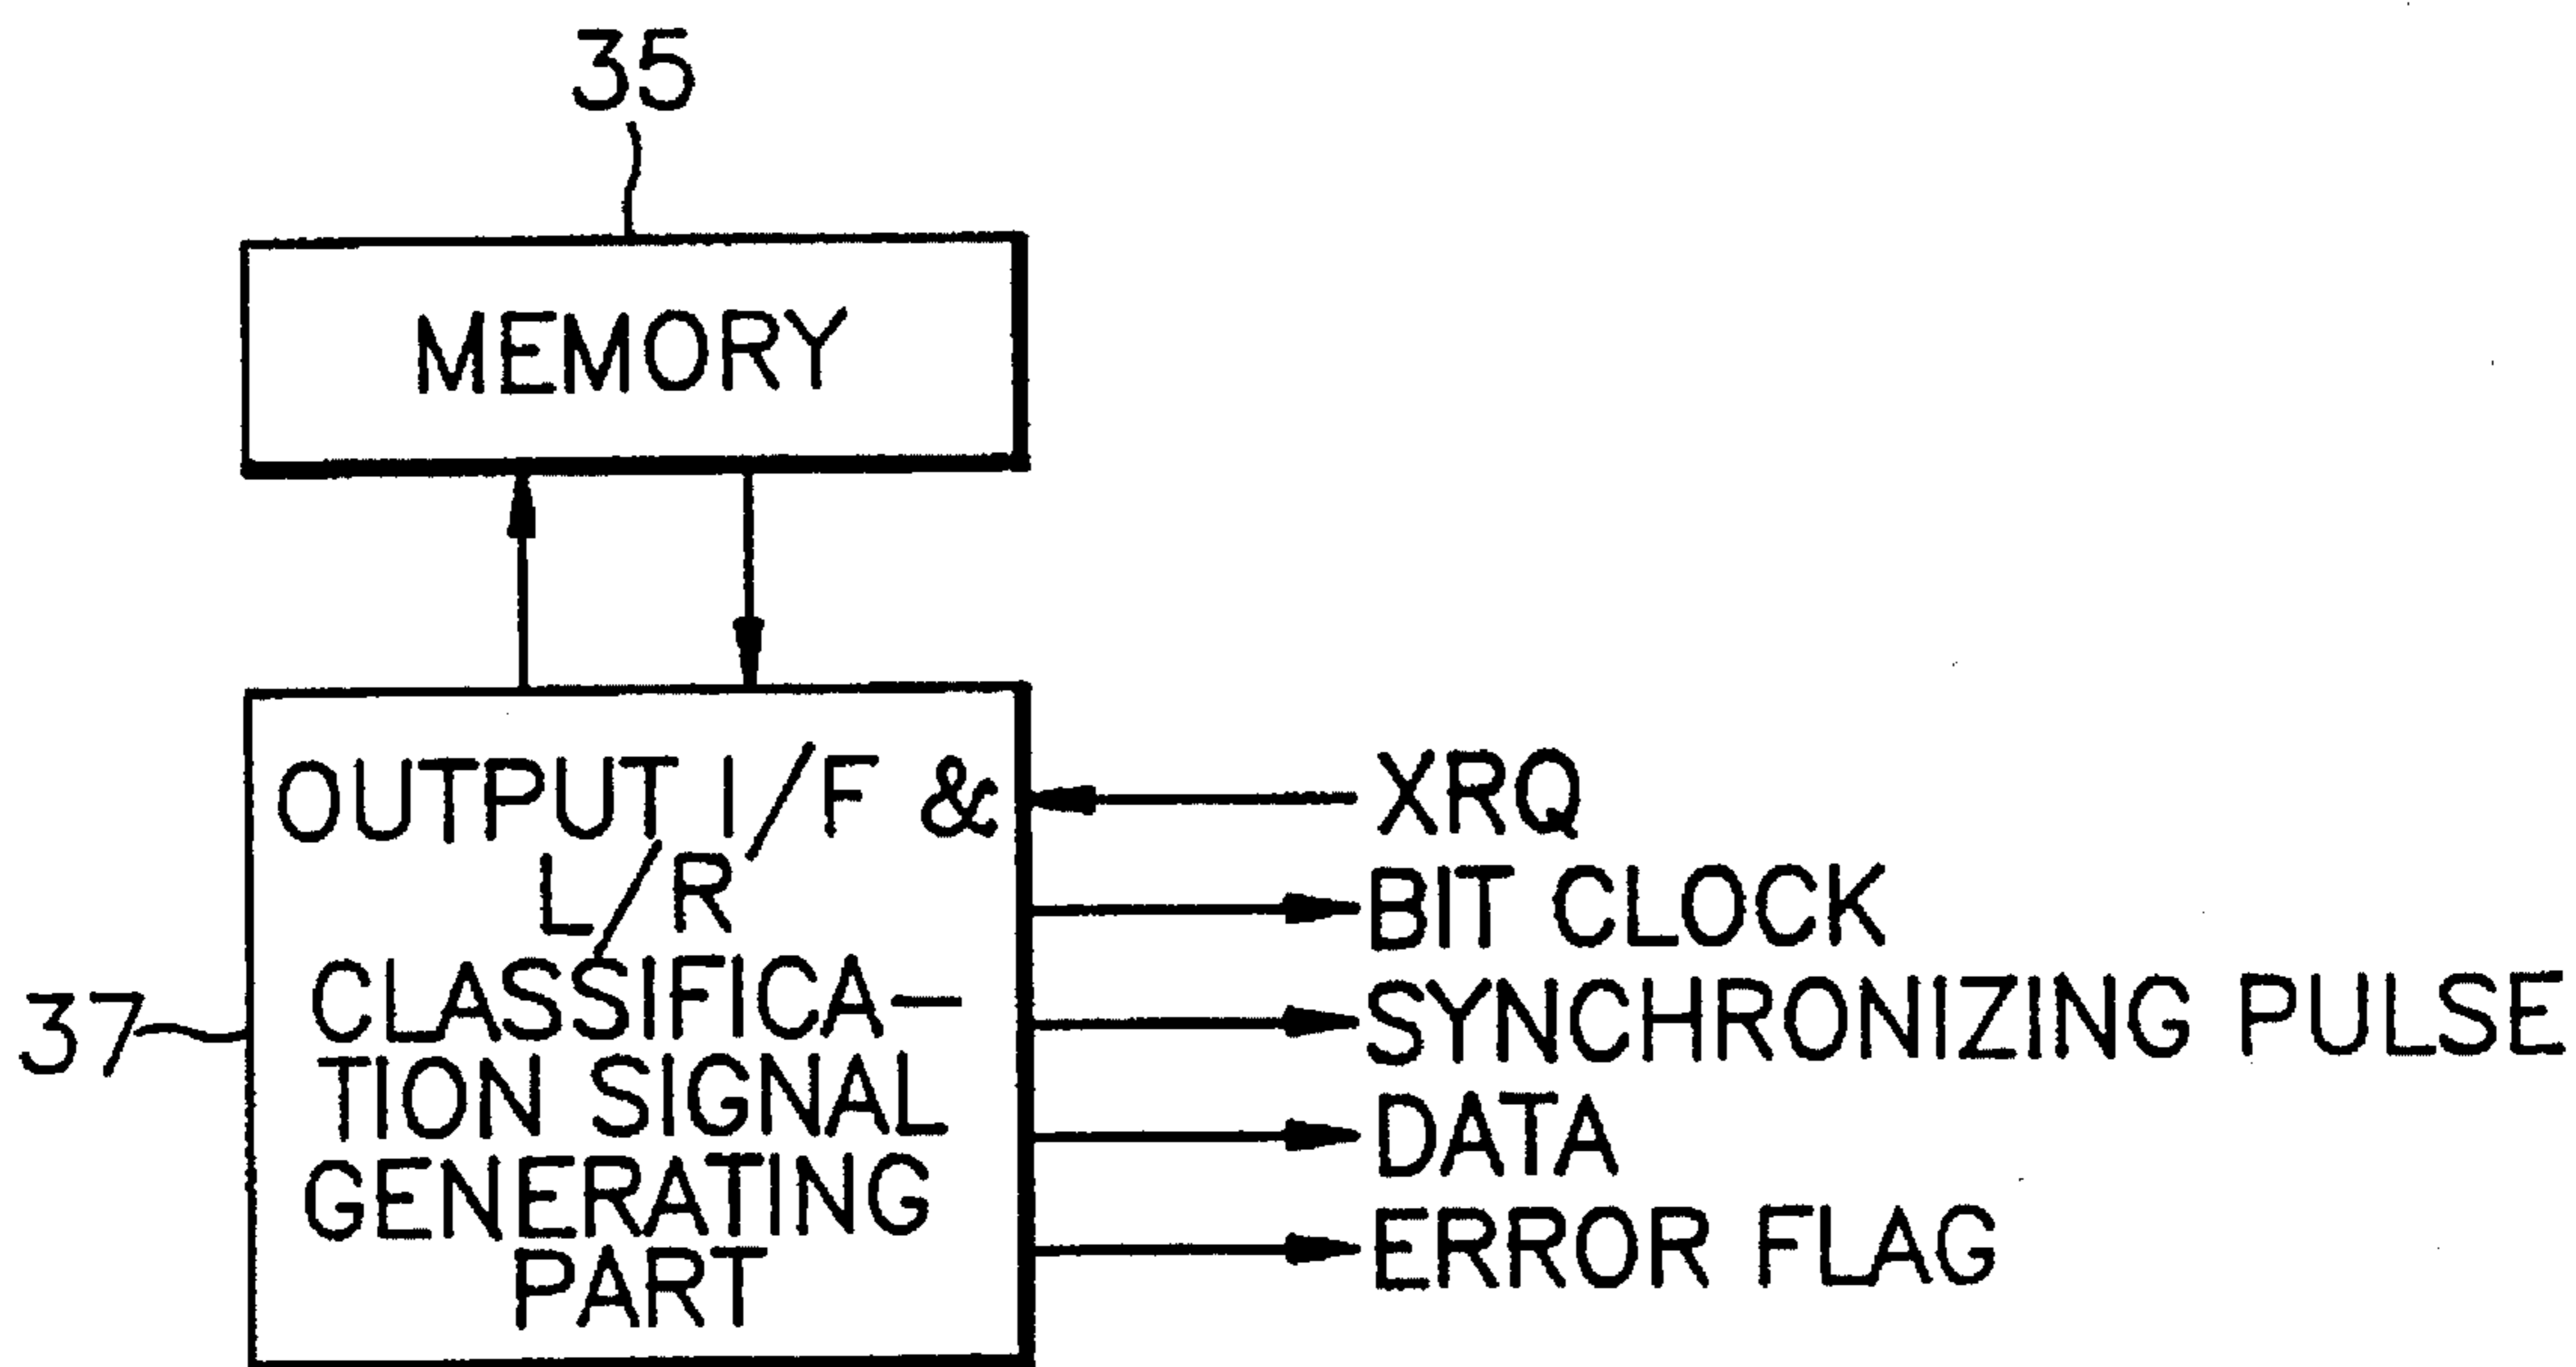 35
MEMORY
OUTPUT I/F &
L/R
CLASSIFICA-
TION SIGNAL
GENERATING
PART
37
XRQ
BIT CLOCK
SYNCHRONIZING PULSE
DATA
ERROR FLAG